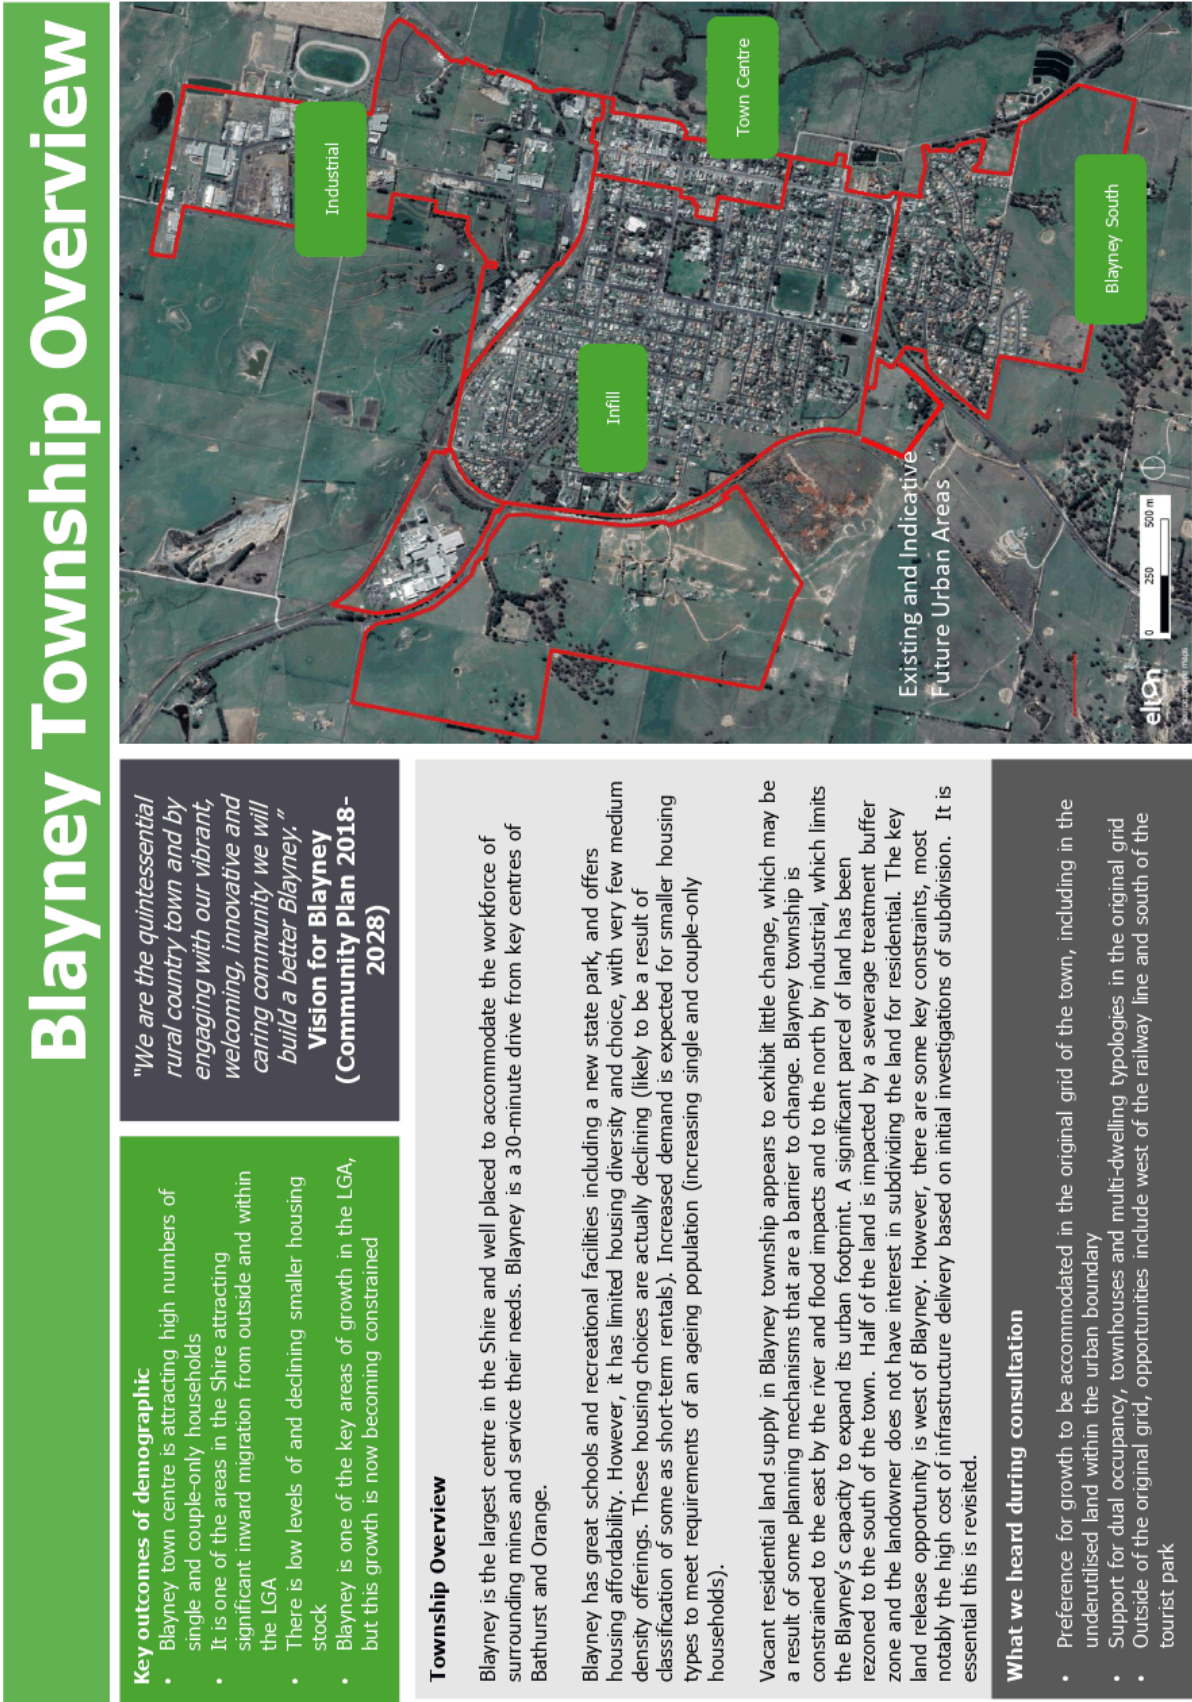 Blayney Township Overview
Key outcomes of demographic
• Blayney town centre is attracting high numbers of
single and couple-only households
• It is one of the areas in the Shire attracting
significant inward migration from outside and within
the LGA
• There is low levels of and declining smaller housing
stock
• Blayney is one of the key areas of growth in the LGA,
but this growth is now becoming constrained
"We are the quintessential
rural country town and by
engaging with our vibrant,
welcoming, innovative and
caring community we will
build a better Blayney."
Vision for Blayney
(Community Plan 2018-
2028)
Township Overview
Blayney is the largest centre in the Shire and well placed to accommodate the workforce of
surrounding mines and service their needs. Blayney is a 30-minute drive from key centres of
Bathurst and Orange.
Blayney has great schools and recreational facilities including a new state park, and offers
housing affordability. However, it has limited housing diversity and choice, with very few medium
density offerings. These housing choices are actually declining (likely to be a result of
classification of some as short-term rentals). Increased demand is expected for smaller housing
types to meet requirements of an ageing population (increasing single and couple-only
households).
Vacant residential land supply in Blayney township appears to exhibit little change, which may be
a result of some planning mechanisms that are a barrier to change. Blayney township is
constrained to the east by the river and flood impacts and to the north by industrial, which limits
the Blayney's capacity to expand its urban footprint. A significant parcel of land has been
rezoned to the south of the town. Half of the land is impacted by a sewerage treatment buffer
zone and the landowner does not have interest in subdividing the land for residential. The key
land release opportunity is west of Blayney. However, there are some key constraints, most
notably the high cost of infrastructure delivery based on initial investigations of subdivision. It is
essential this is revisited.
What we heard during consultation
• Preference for growth to be accommodated in the original grid of the town, including in the
underutilised land within the urban boundary
• Support for dual occupancy, townhouses and multi-dwelling typologies in the original grid
• Outside of the original grid, opportunities include west of the railway line and south of the
tourist park
Industrial
Town Centre
Infill
Blayney South
Existing and Indicative
Future Urban Areas
elton
0 250 500 m